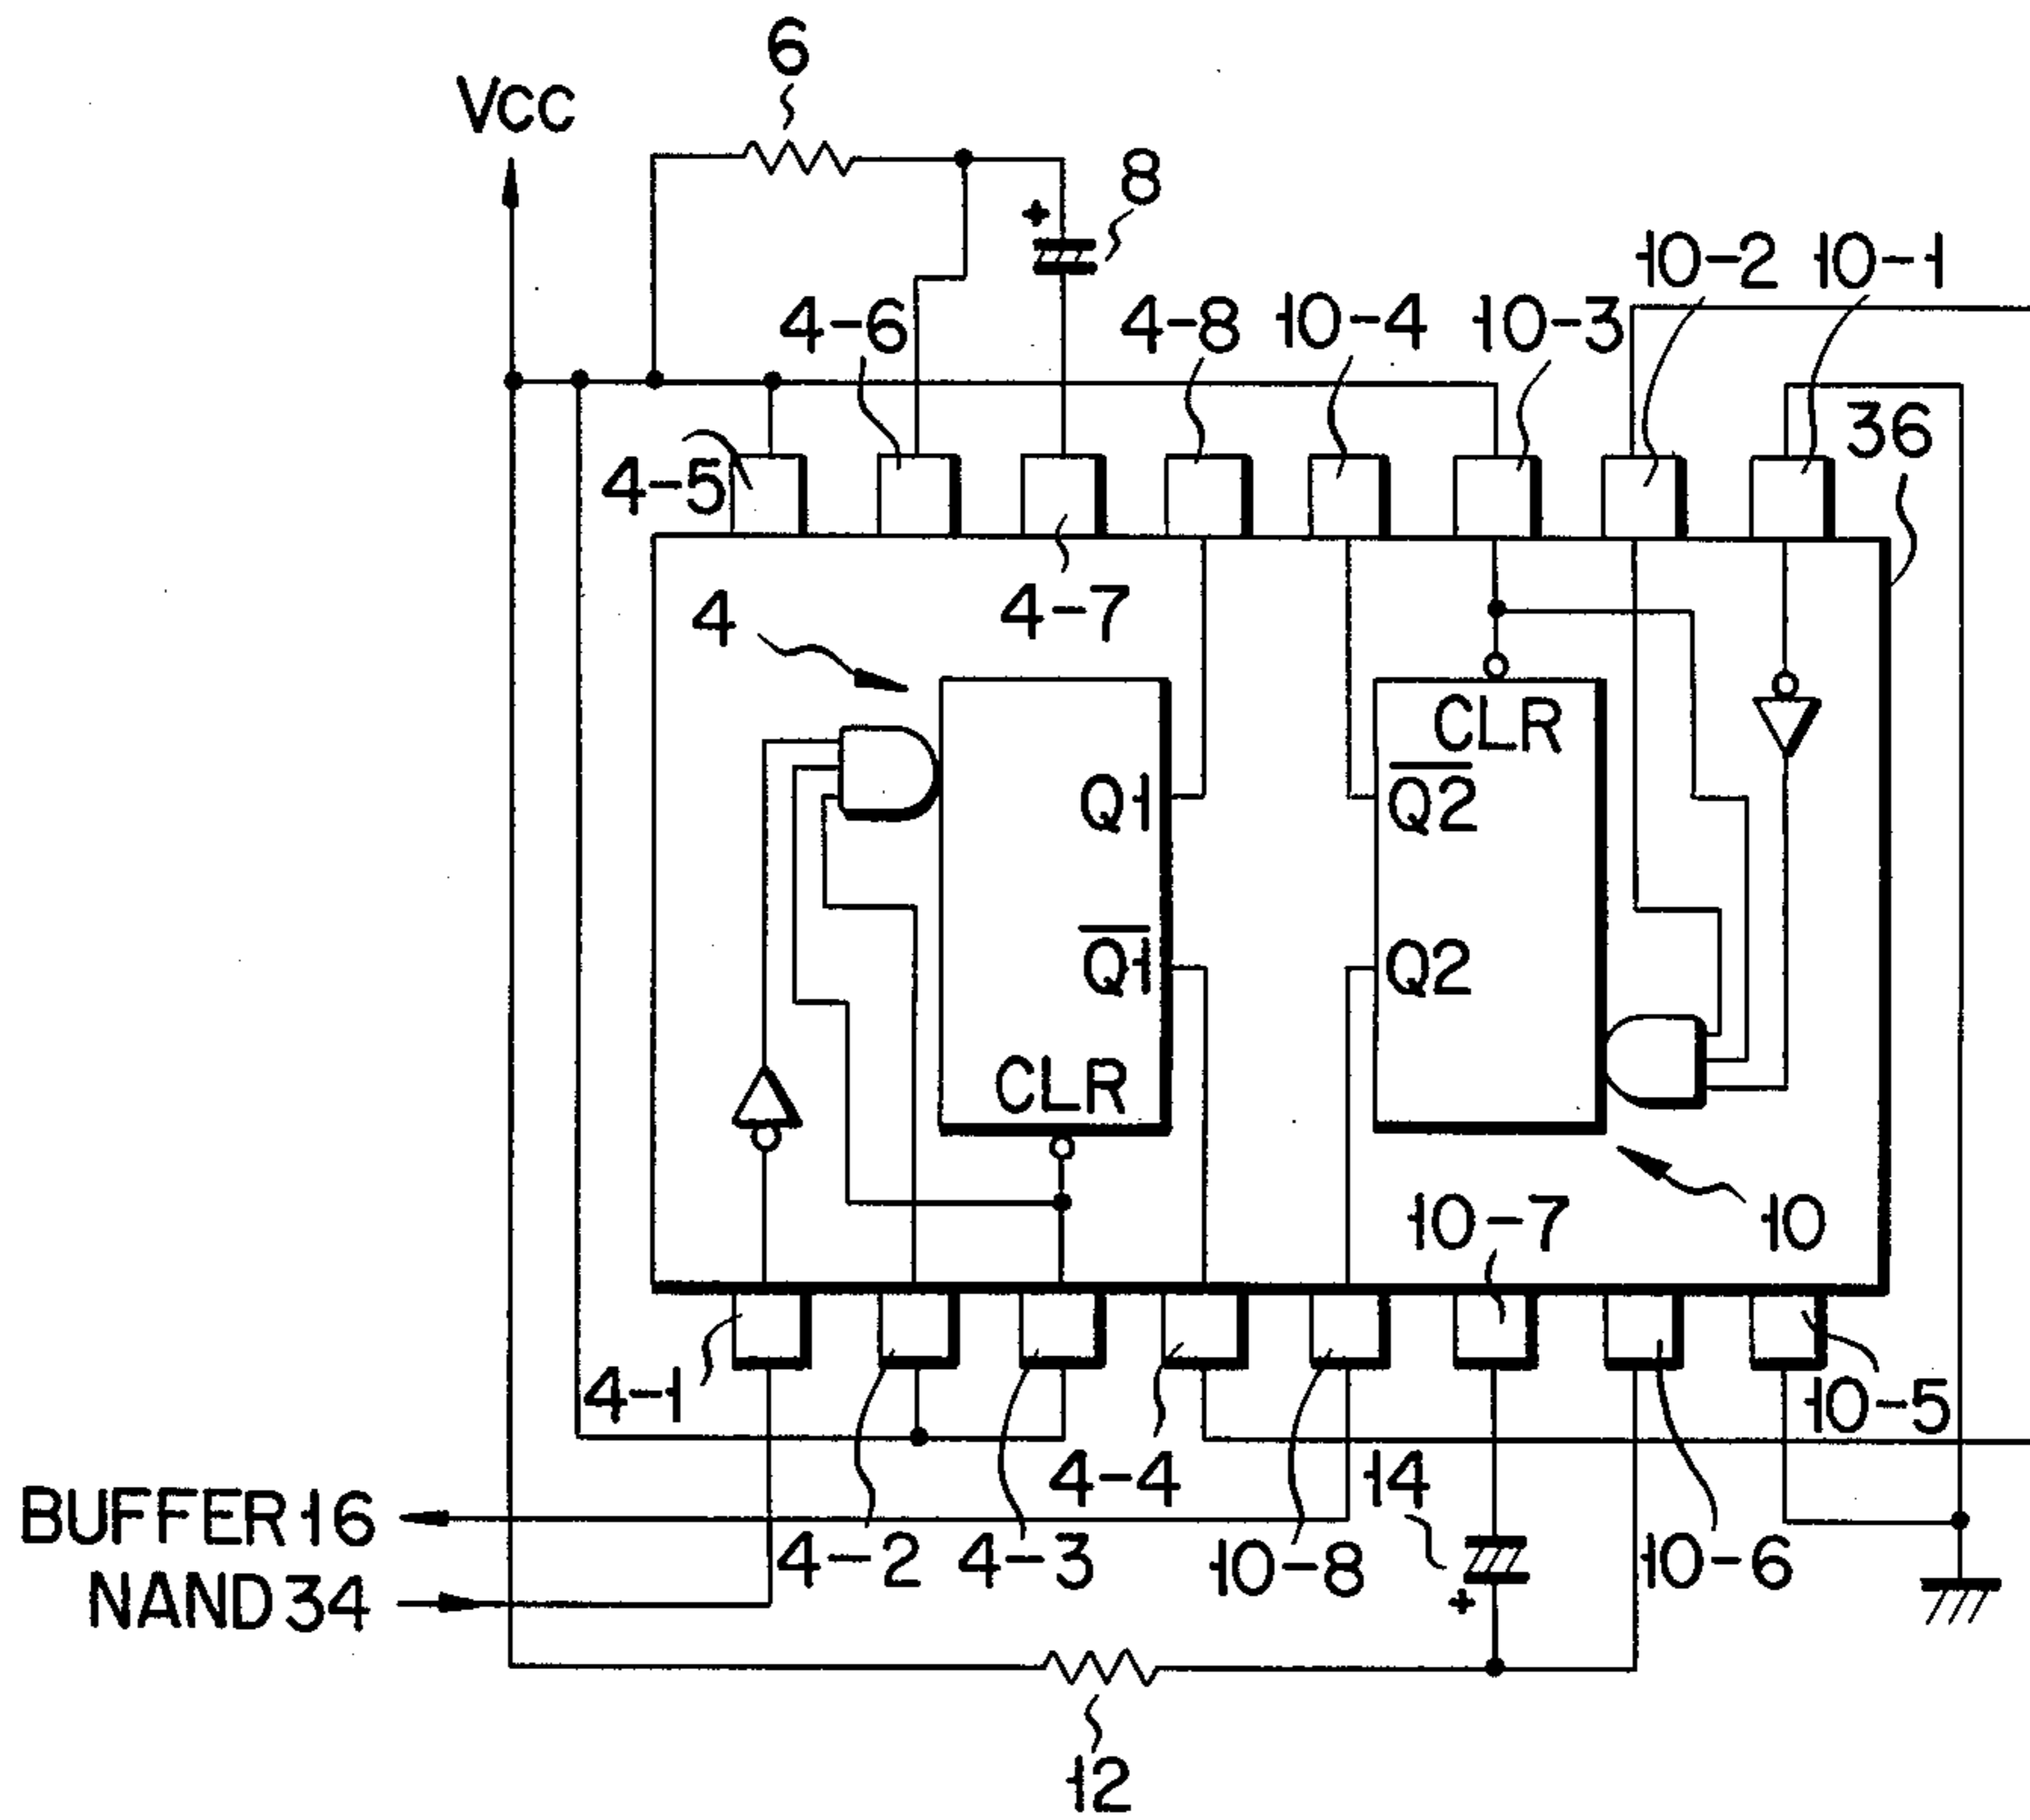 6
VCC
8
10-2 10-1
4-6 4-8 10-4 10-3
36
4-5
4 4-7
CLR
Q1 Q̅2̅
Q̅1̅ Q2
CLR
10-7 10
4-1 10-5
4-4 14
BUFFER 16
4-2 4-3 10-8 10-6
NAND 34
12